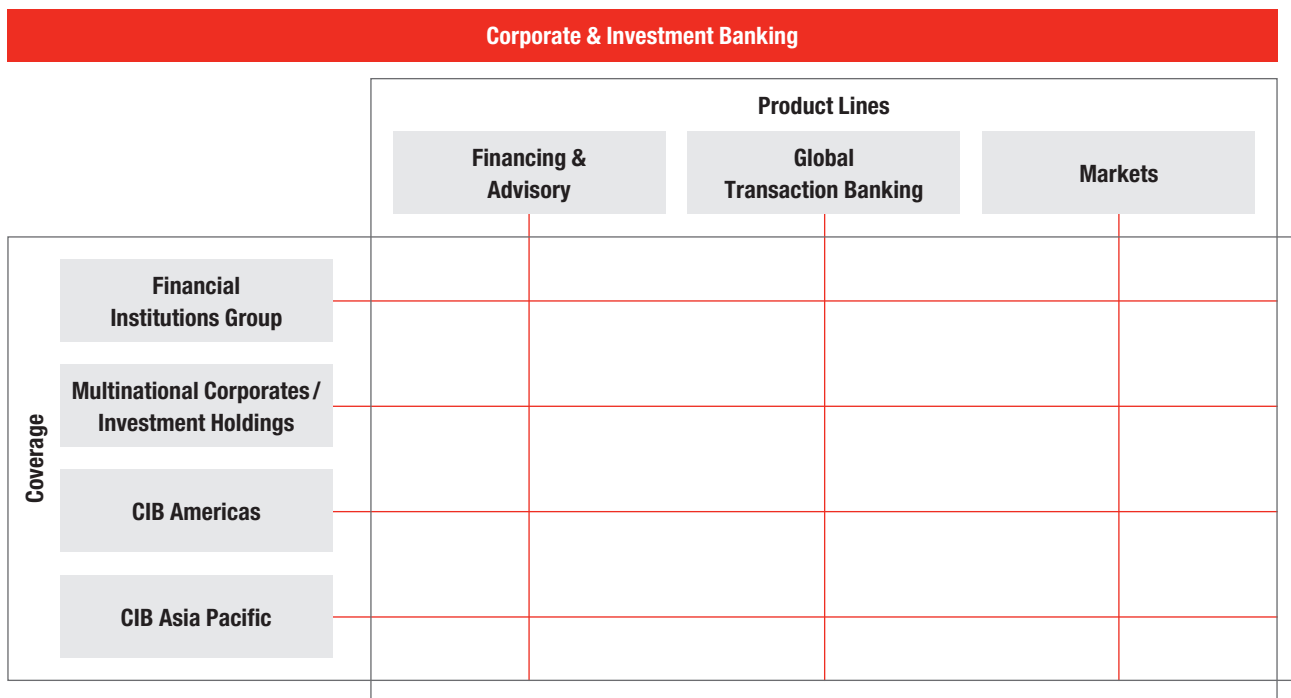 Corporate & Investment Banking
Product Lines
Financing &
Advisory
Global
Transaction Banking
Markets
Coverage
Financial
Institutions Group
Multinational Corporates /
Investment Holdings
CIB Americas
CIB Asia Pacific